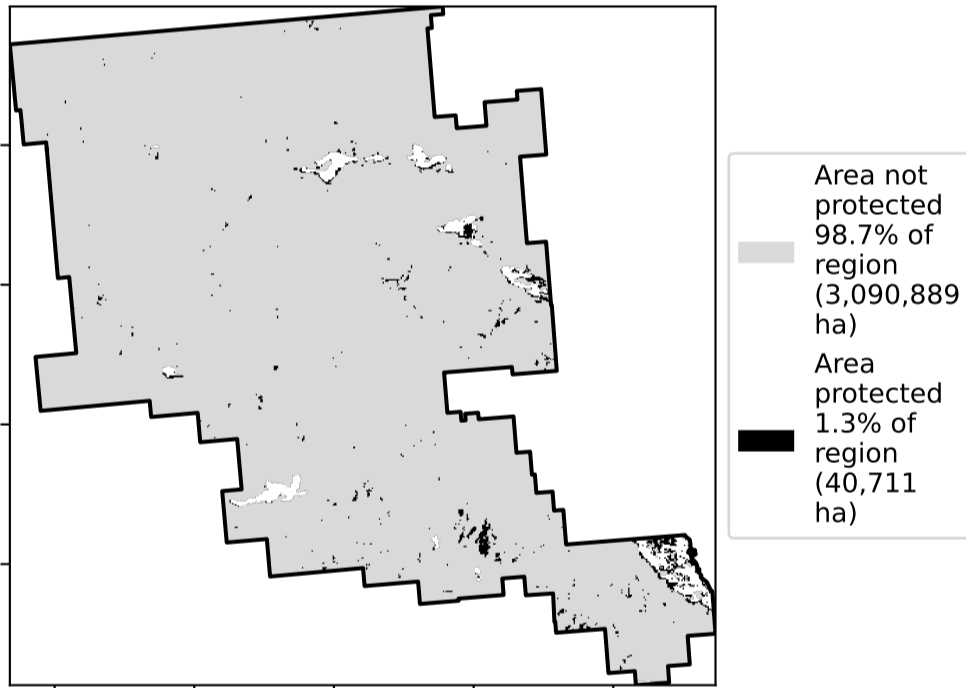 Area not
protected
98.7% of
region
(3,090,889
ha)
Area
protected
1.3% of
region
(40,711
ha)